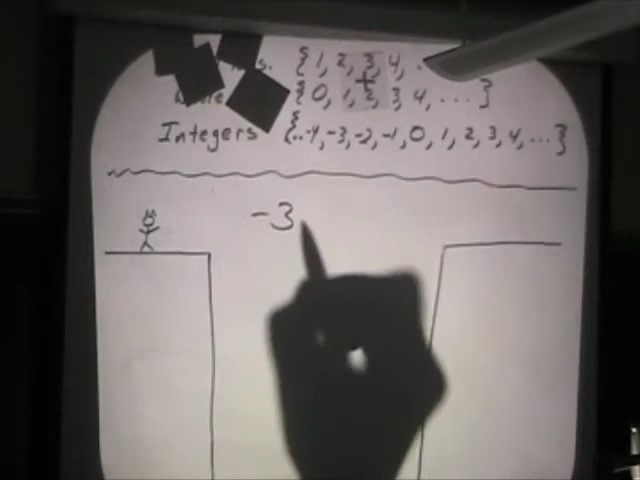 {1, 2, 3, 4,
{0, 1, 2, 3, 4, ... }
Integers {..-4, -3, -2, -1, 0, 1, 2, 3, 4, ... }
+
-3